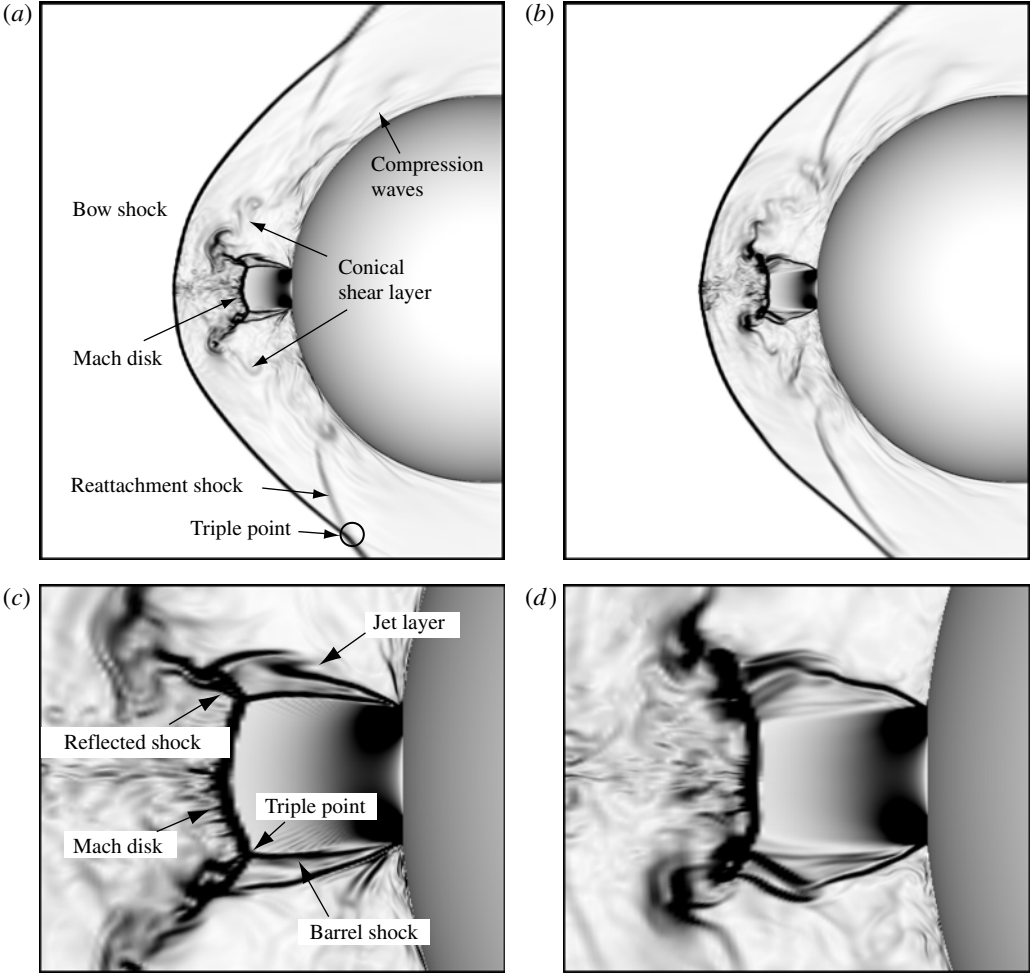 (a)
(b)
Compression
waves
Bow shock
Conical
shear layer
Mach disk
Reattachment shock
Triple point
(c)
(d)
Jet layer
Reflected shock
Triple point
Mach disk
Barrel shock